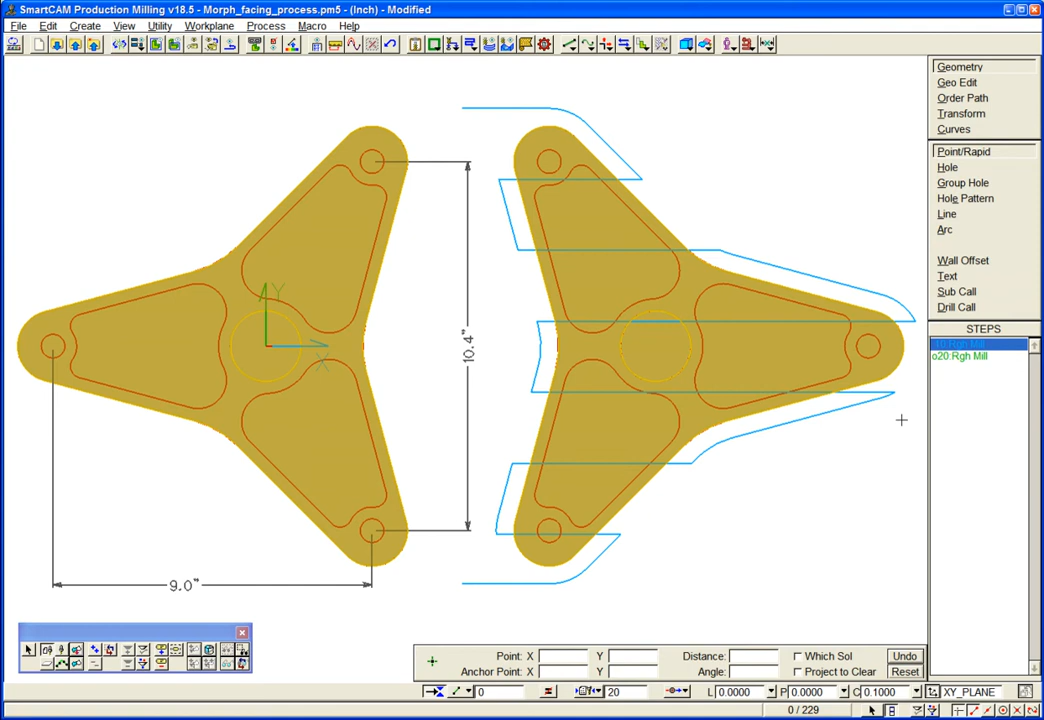 SmartCAM Production Milling v18.5 - Morph_facing_process.pm5 - (Inch) - Modified
File Edit Create View Utility Workplane Process Macro Help
Geometry
Geo Edit
Order Path
Transform
Curves
Point/Rapid
Hole
Group Hole
Hole Pattern
Line
Arc
Wall Offset
Text
Sub Call
Drill Call
STEPS
10:Rgh Mill
o20:Rgh Mill
Y
X
10.4"
9.0"
Point: X Y Distance: Which Sol Undo
Anchor Point: X Y Angle: Project to Clear Reset
0 20 L 0.0000 P 0.0000 C 0.1000 XY_PLANE
0 / 229